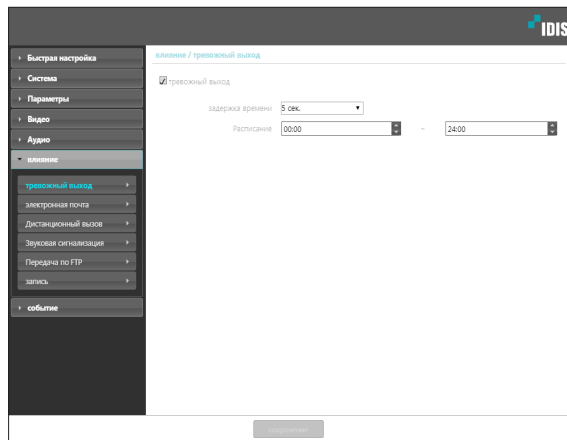 IDIS
Быстрая настройка
Система
Параметры
Видео
Аудио
влияние
тревожный выход
электронная почта
Дистанционный вызов
Звуковая сигнализация
Передача по FTP
запись
событие
влияние / тревожный выход
тревожный выход
задержка времени 5 сек.
Расписание 00:00 ~ 24:00